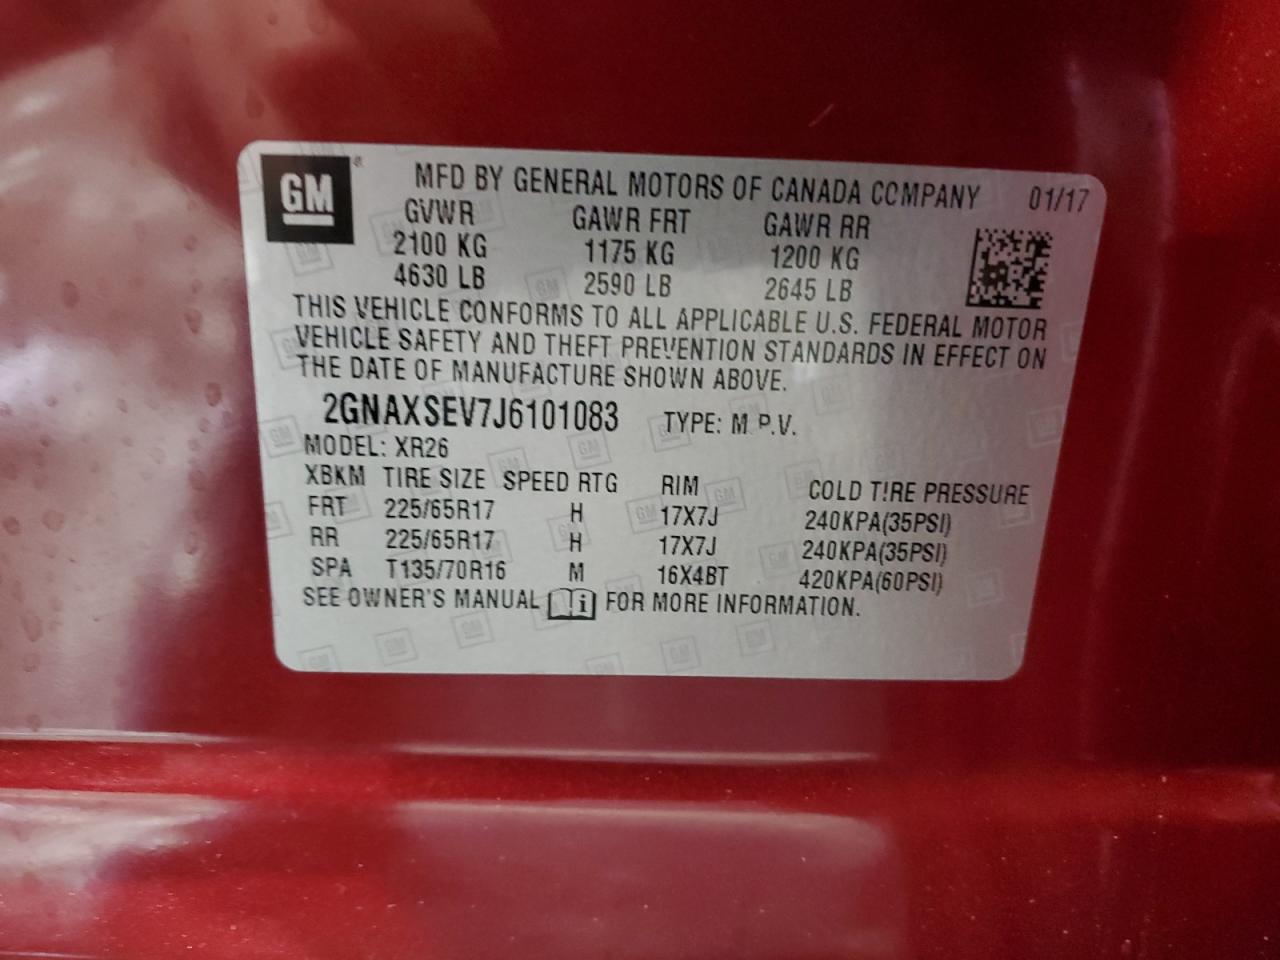 GM
MFD BY GENERAL MOTORS OF CANADA COMPANY 01/17
GVWR GAWR FRT GAWR RR
2100 KG 1175 KG 1200 KG
4630 LB 2590 LB 2645 LB
THIS VEHICLE CONFORMS TO ALL APPLICABLE U.S. FEDERAL MOTOR
VEHICLE SAFETY AND THEFT PREVENTION STANDARDS IN EFFECT ON
THE DATE OF MANUFACTURE SHOWN ABOVE.
2GNAXSEV7J6101083 TYPE: M.P.V.
MODEL: XR26
XBKM TIRE SIZE SPEED RTG RIM COLD TIRE PRESSURE
FRT 225/65R17 H 17X7J 240KPA(35PSI)
RR 225/65R17 H 17X7J 240KPA(35PSI)
SPA T135/70R16 M 16X4BT 420KPA(60PSI)
SEE OWNER'S MANUAL i FOR MORE INFORMATION.